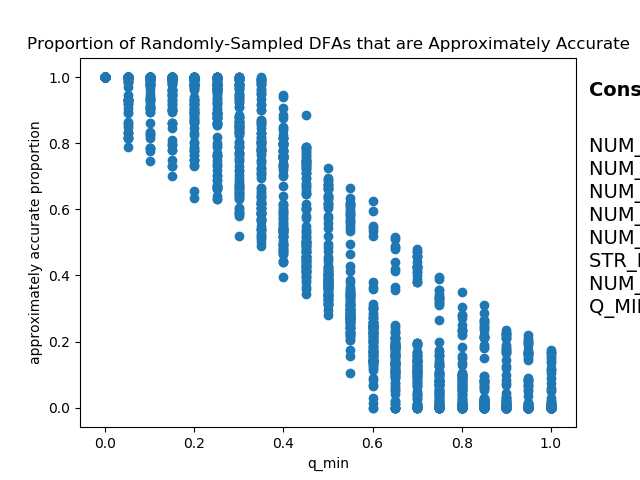 Proportion of Randomly-Sampled DFAs that are Approximately Accurate
1.0
0.8
0.6
0.4
0.2
0.0
approximately accurate proportion
0.0 0.2 0.4 0.6 0.8 1.0
q_min
Cons
NUM_
NUM_
NUM_
NUM_
NUM_
STR_
NUM_
Q_MI